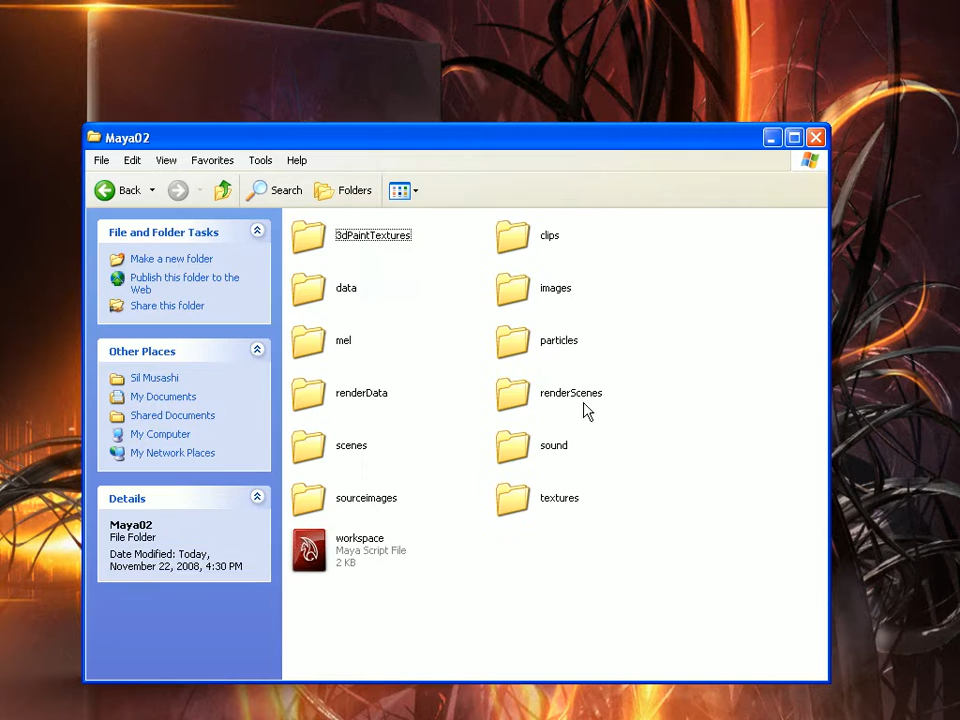 Maya02
File Edit View Favorites Tools Help
Back Search Folders
File and Folder Tasks
Make a new folder
Publish this folder to the
Web
Share this folder
Other Places
Sil Musashi
My Documents
Shared Documents
My Computer
My Network Places
Details
Maya02
File Folder
Date Modified: Today,
November 22, 2008, 4:30 PM
3dPaintTextures clips
data images
mel particles
renderData renderScenes
scenes sound
sourceimages textures
workspace
Maya Script File
2 KB